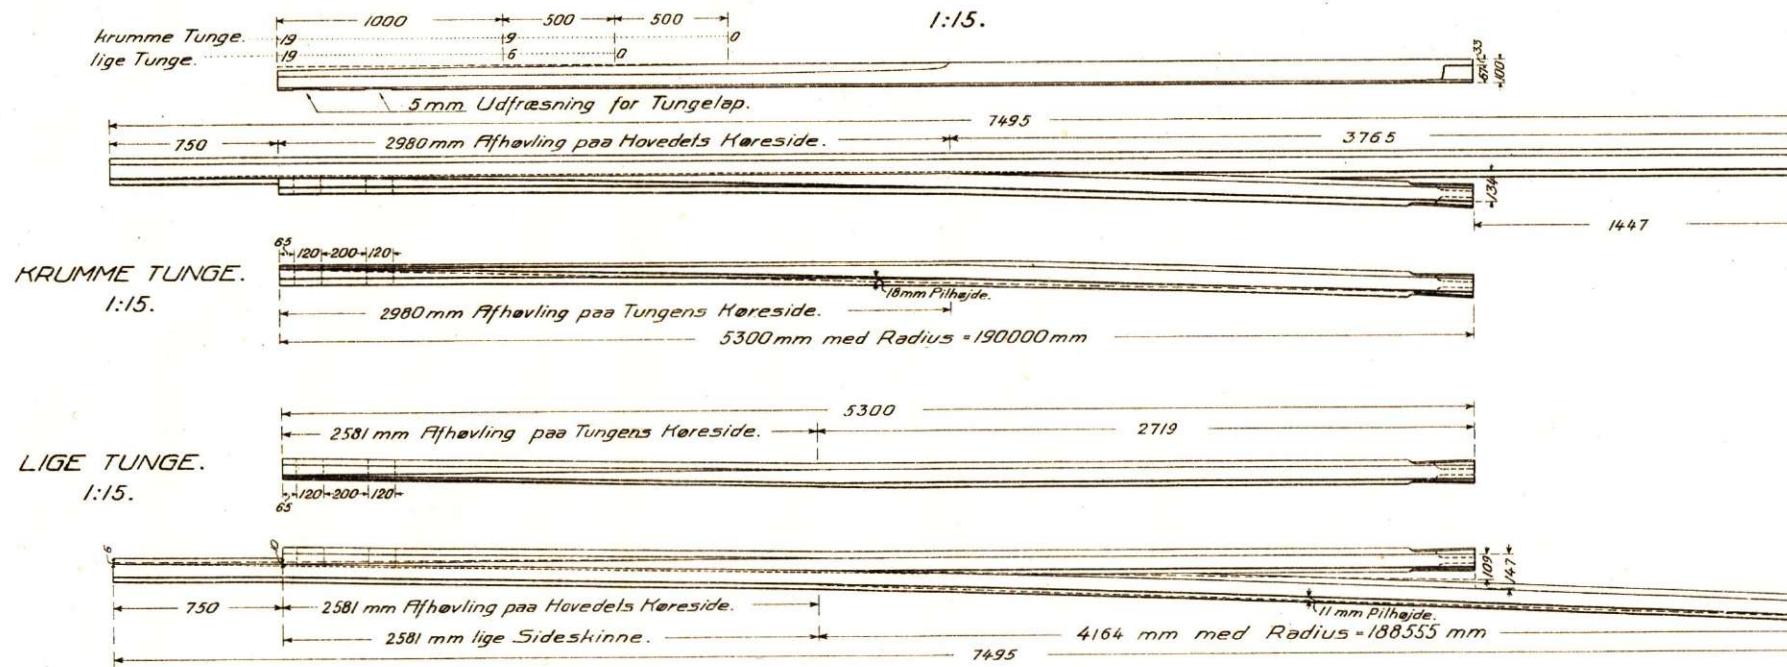 1000 500 500 1:15.
krumme Tunge. 19 9 0
lige Tunge. 19 6 0
33
67
100
5 mm Udfræsning for Tungelap.
7495
750 2980 mm Afhøvling paa Hovedels Køreside. 3765
134
1447
65 120 200 120
KRUMME TUNGE.
1:15.
18 mm Pilhøjde.
2980 mm Afhøvling paa Tungens Køreside.
5300 mm med Radius = 190000 mm
5300
2581 mm Afhøvling paa Tungens Køreside. 2719
LIGE TUNGE.
1:15.
120 200 120
65
6
109
147
750 2581 mm Afhøvling paa Hovedels Køreside.
11 mm Pilhøjde.
2581 mm lige Sideskinne. 4164 mm med Radius = 188555 mm
7495